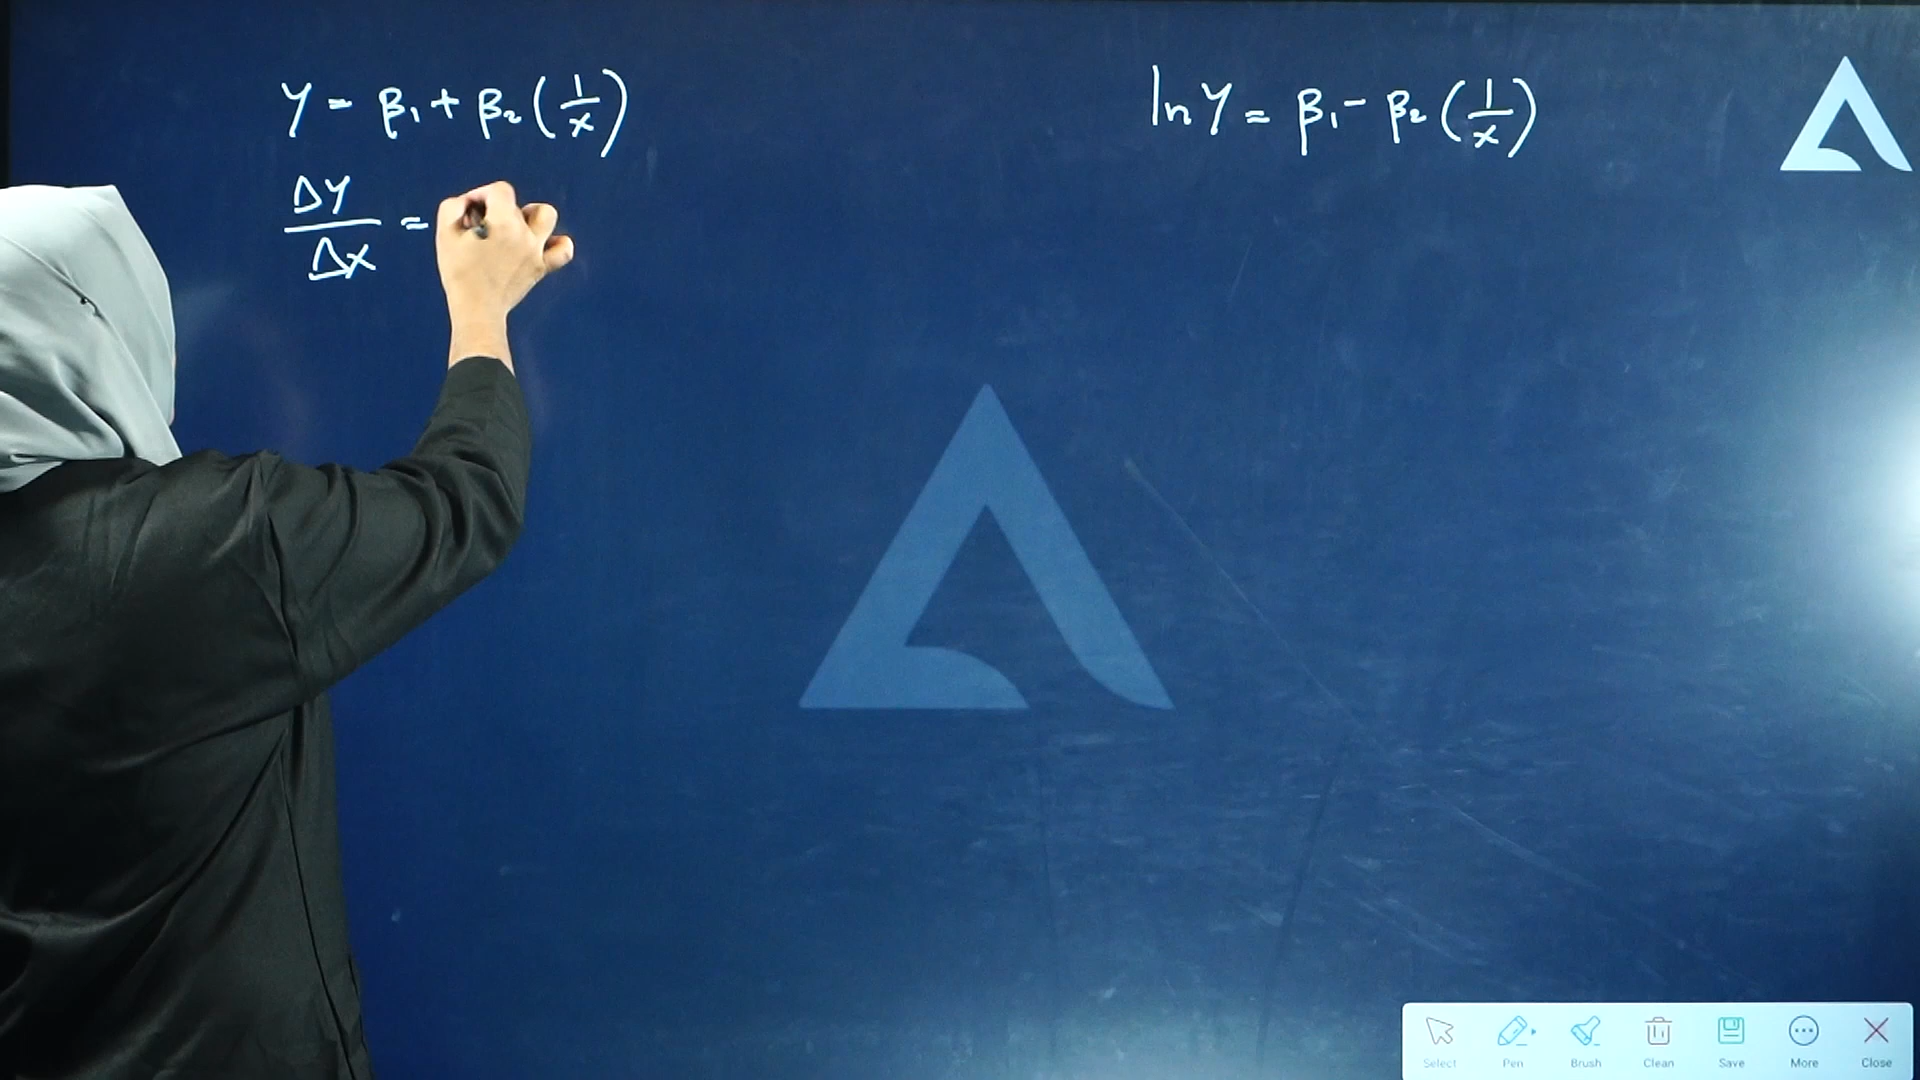 Y = β₁ + β₂ (1/x)
ΔY/Δx =
ln Y = β₁ - β₂ (1/x)
Select Pen Brush Clean Save More Close